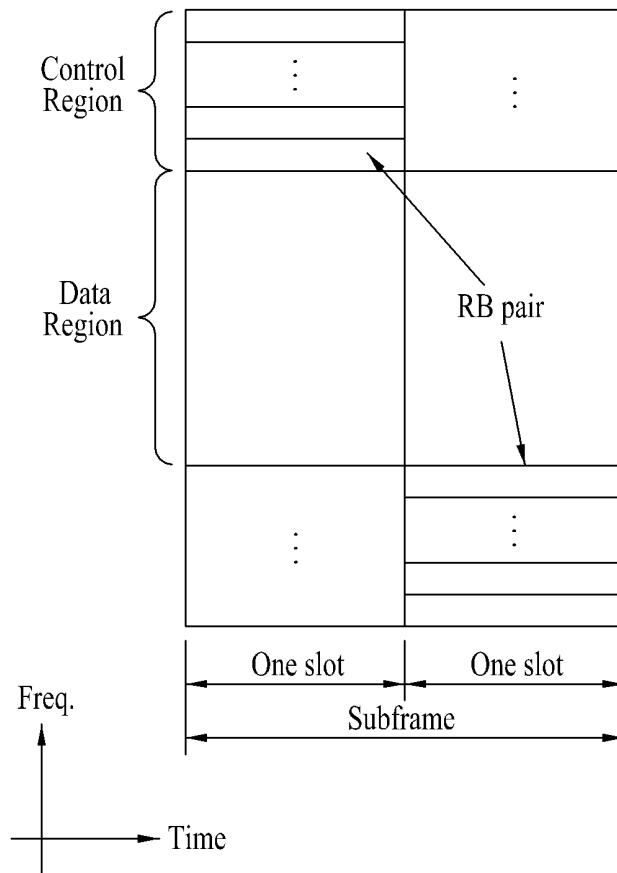 Control
Region
Data
Region
RB pair
One slot
One slot
Subframe
Freq.
Time